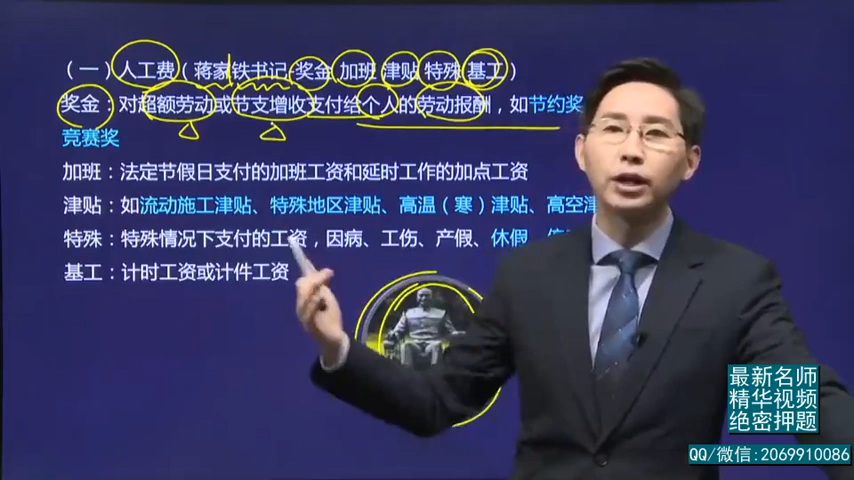 （一）人工费（蒋家铁书记 奖金 加班 津贴 特殊 基工）
奖金：对超额劳动或节支增收支付给个人的劳动报酬，如节约奖
竞赛奖
加班：法定节假日支付的加班工资和延时工作的加点工资
津贴：如流动施工津贴、特殊地区津贴、高温（寒）津贴、高空津
特殊：特殊情况下支付的工资，因病、工伤、产假、休假、
基工：计时工资或计件工资
最新名师
精华视频
绝密押题
QQ/微信:2069910086